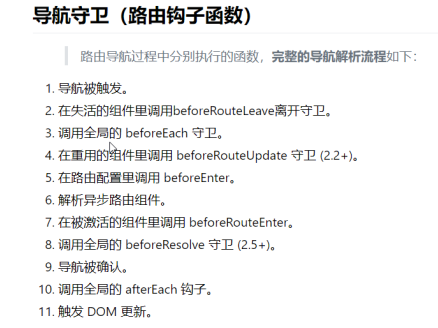 导航守卫（路由钩子函数）
路由导航过程中分别执行的函数，完整的导航解析流程如下：
1. 导航被触发。
2. 在失活的组件里调用beforeRouteLeave离开守卫。
3. 调用全局的 beforeEach 守卫。
4. 在重用的组件里调用 beforeRouteUpdate 守卫 (2.2+)。
5. 在路由配置里调用 beforeEnter。
6. 解析异步路由组件。
7. 在被激活的组件里调用 beforeRouteEnter。
8. 调用全局的 beforeResolve 守卫 (2.5+)。
9. 导航被确认。
10. 调用全局的 afterEach 钩子。
11. 触发 DOM 更新。